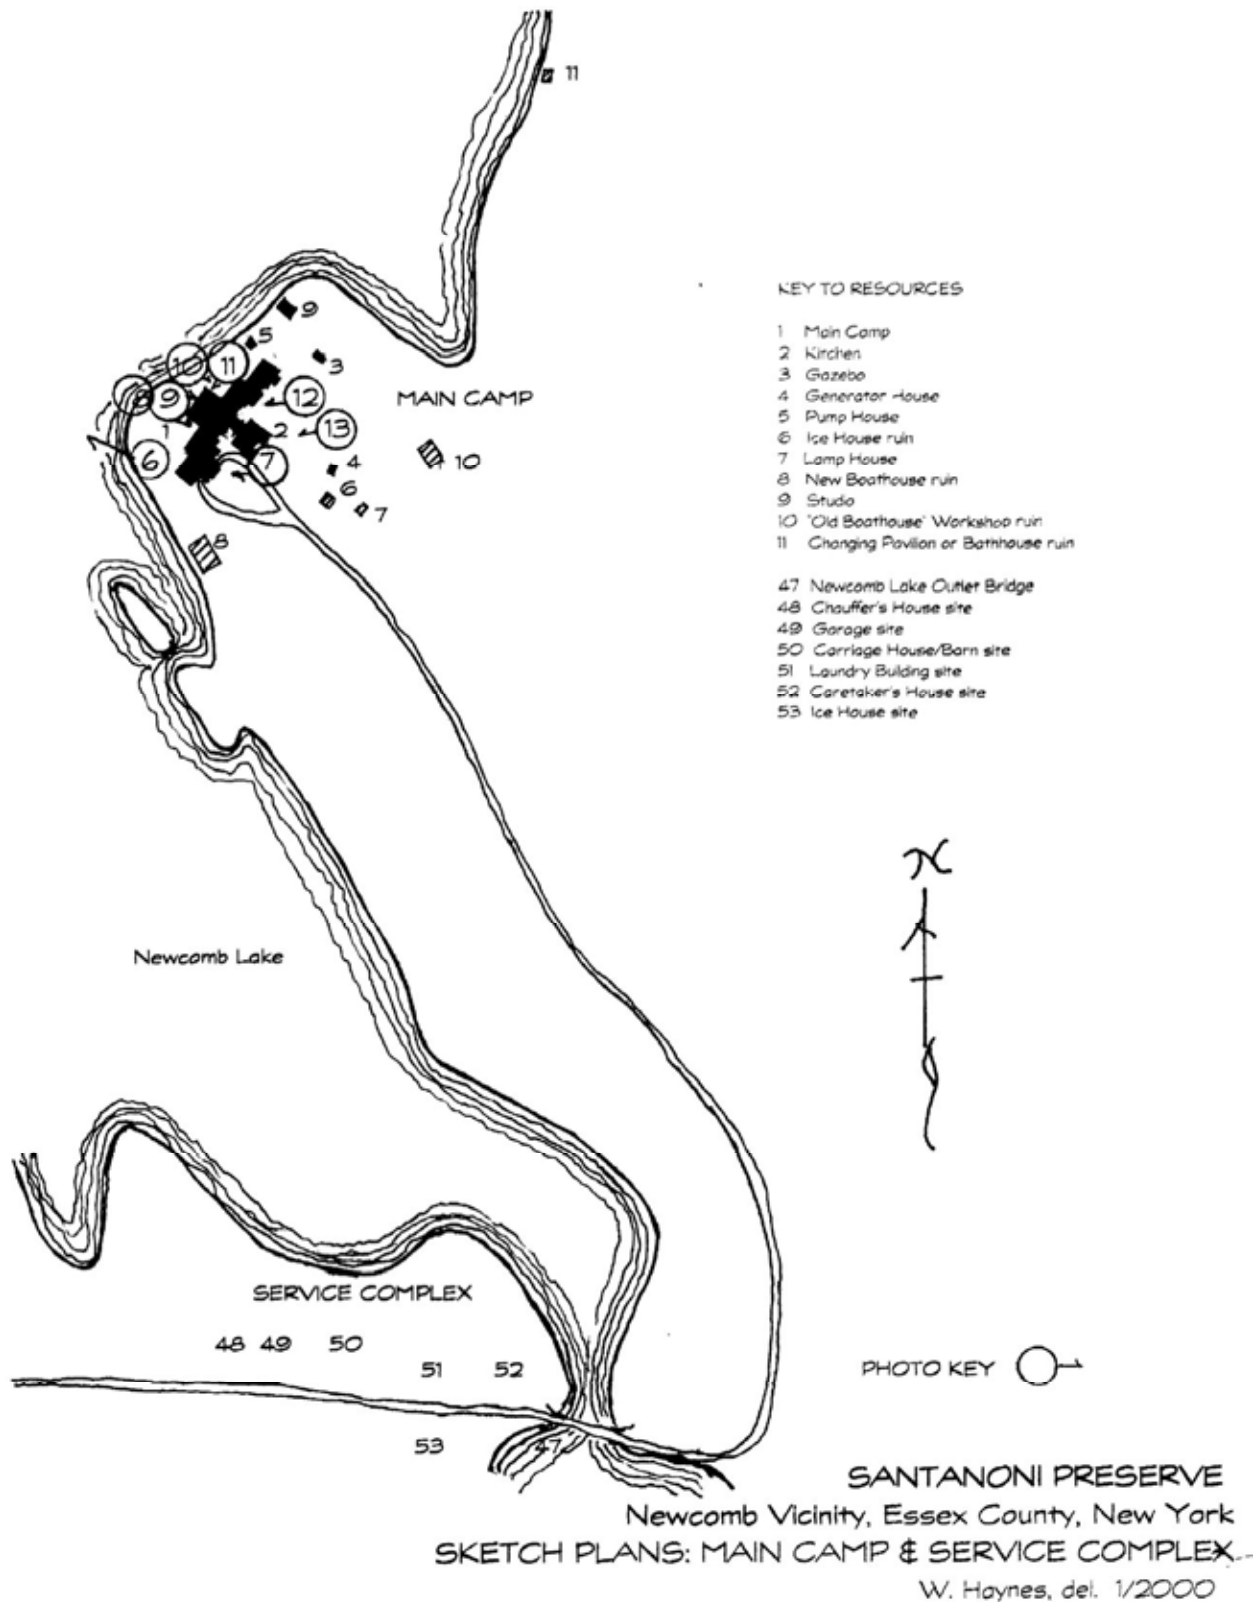 11
KEY TO RESOURCES
1 Main Camp
2 Kitchen
3 Gazebo
4 Generator House
5 Pump House
6 Ice House ruin
7 Lamp House
8 New Boathouse ruin
9 Studio
10 "Old Boathouse" Workshop ruin
11 Changing Pavilion or Bathhouse ruin
47 Newcomb Lake Outlet Bridge
48 Chauffer's House site
49 Garage site
50 Carriage House/Barn site
51 Laundry Building site
52 Caretaker's House site
53 Ice House site
9
5
3
10
11
8
9
12
MAIN CAMP
1
2
13
6
7
4
10
6
7
8
N
Newcomb Lake
SERVICE COMPLEX
48 49 50
51 52
53
47
PHOTO KEY
SANTANONI PRESERVE
Newcomb Vicinity, Essex County, New York
SKETCH PLANS: MAIN CAMP & SERVICE COMPLEX
W. Haynes, del. 1/2000